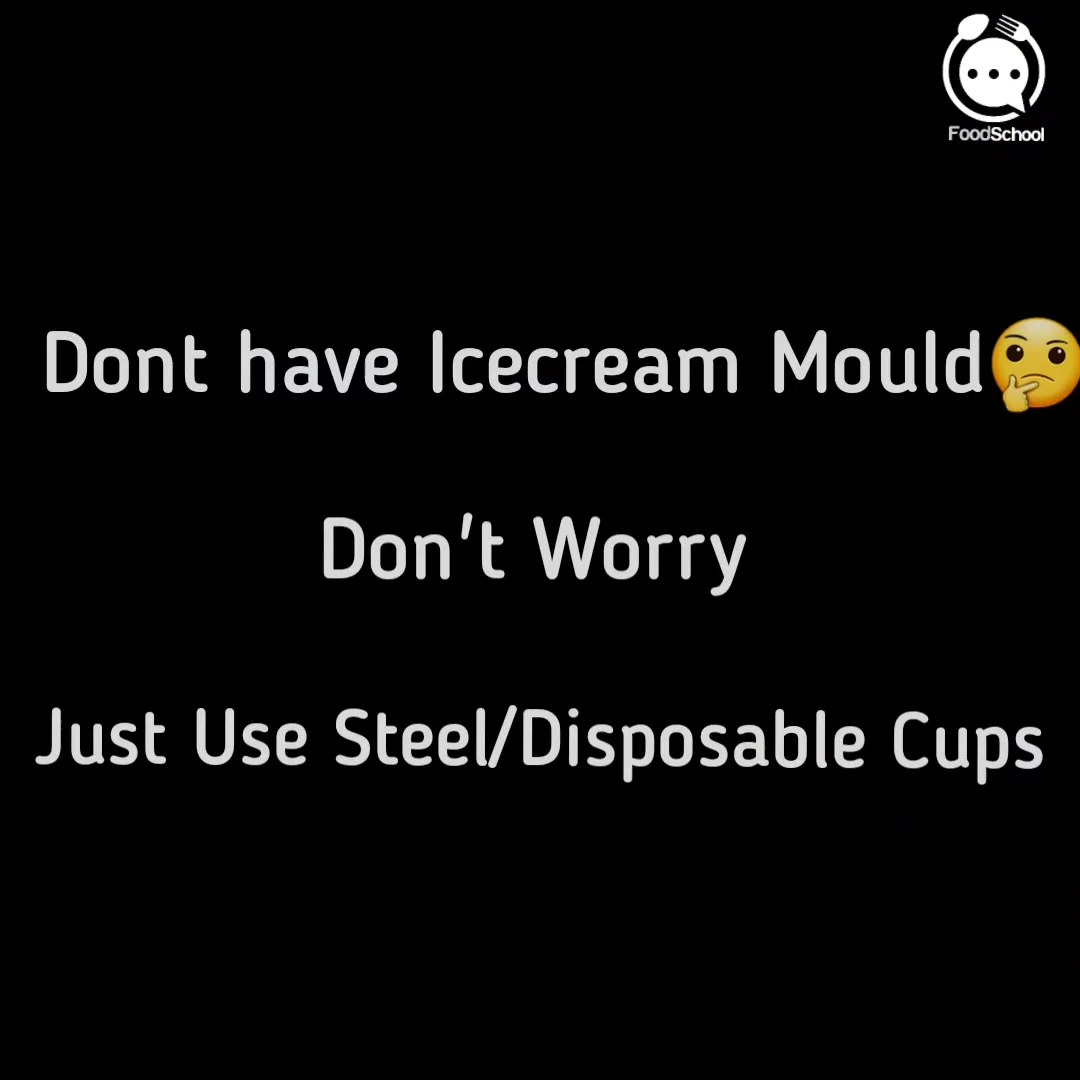 FoodSchool
Dont have Icecream Mould🤔
Don't Worry
Just Use Steel/Disposable Cups